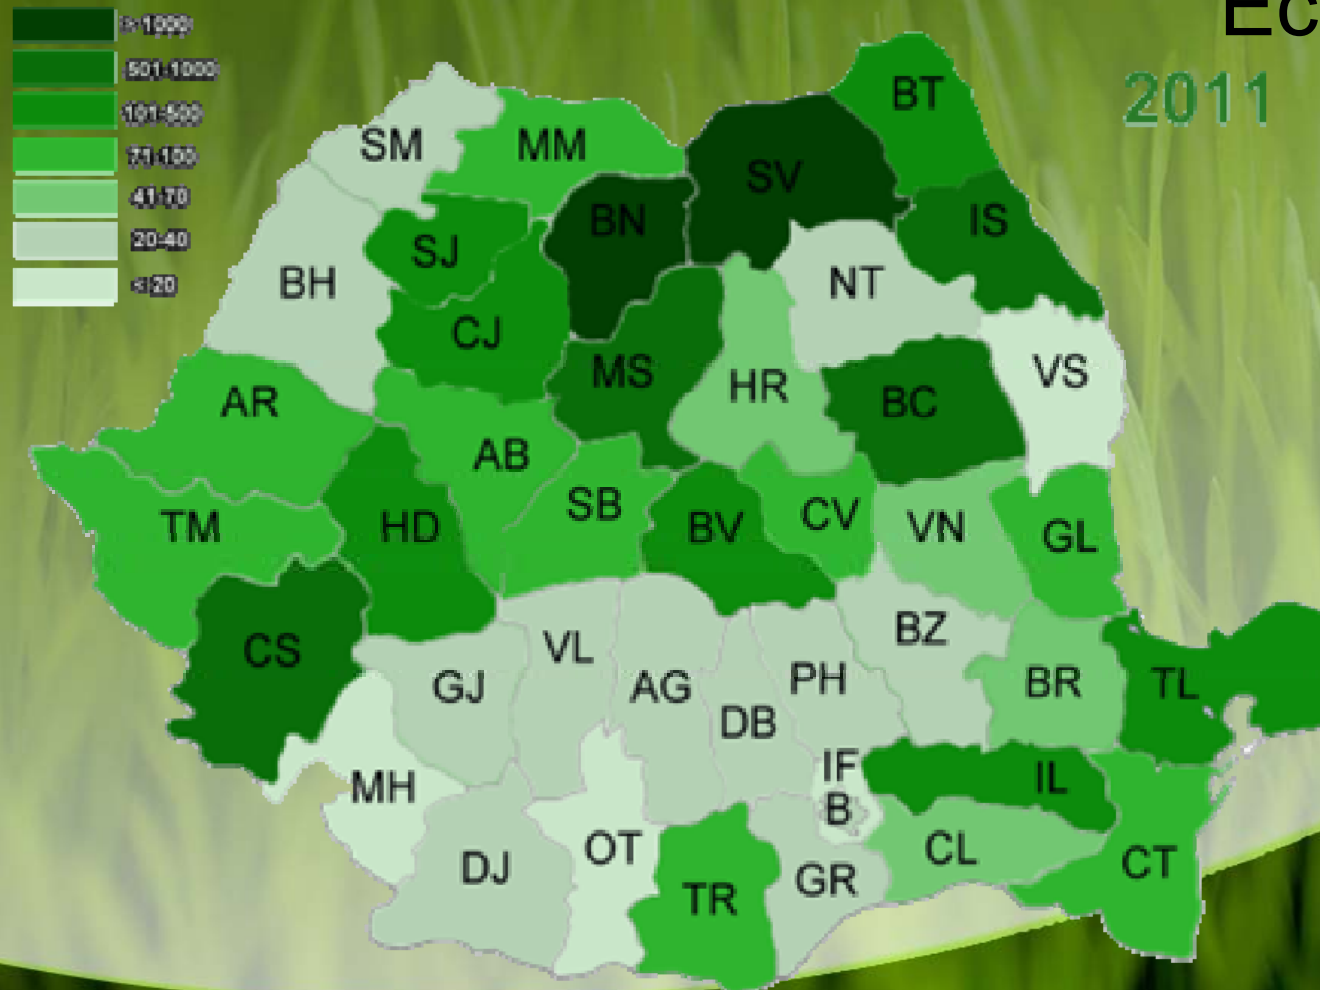 Ec
2011
> 1000
501-1000
101-500
71-100
41-70
20-40
< 20
BT
SM
MM
SV
BN
IS
SJ
BH
NT
CJ
MS
HR
VS
AR
BC
AB
SB
CV
TM
HD
BV
VN
GL
BZ
CS
VL
GJ
AG
PH
BR
TL
DB
IF
IL
MH
B
OT
CL
DJ
CT
GR
TR